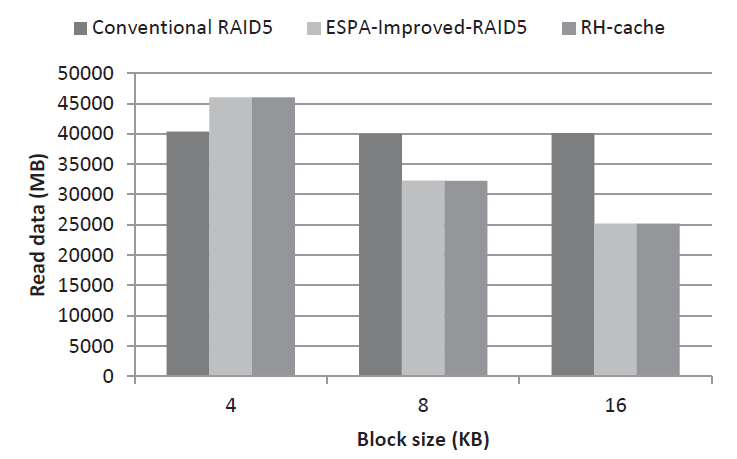 Conventional RAID5 ESPA-Improved-RAID5 RH-cache
50000
45000
40000
35000
30000
25000
20000
15000
10000
5000
0
Read data (MB)
4 8 16
Block size (KB)